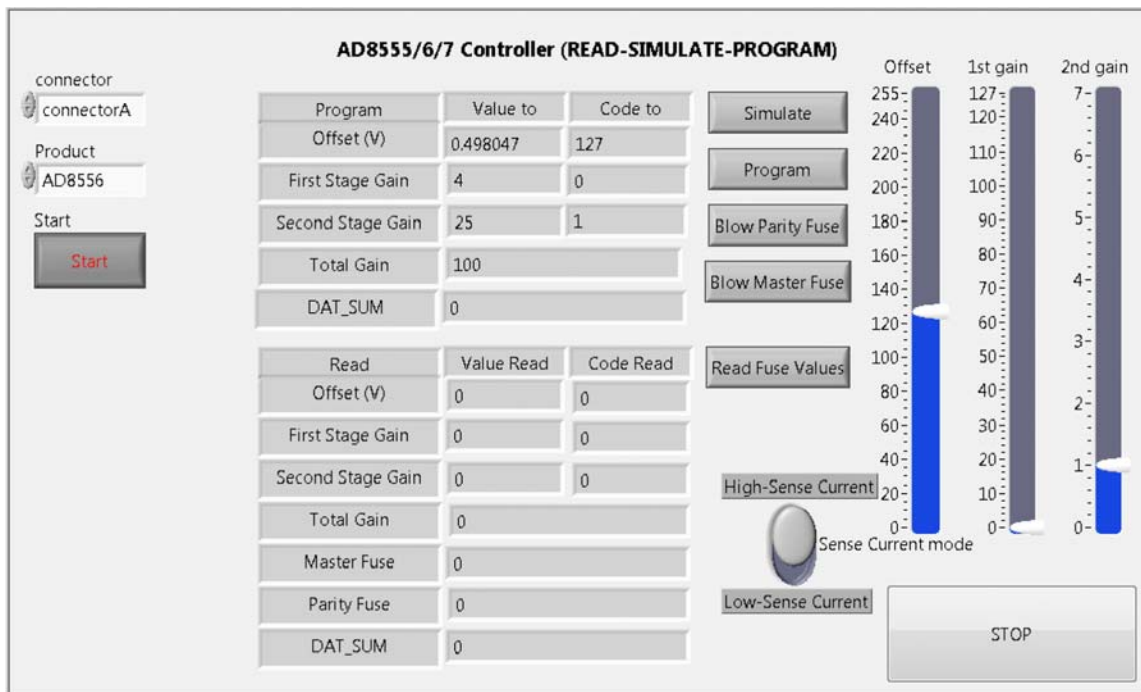 AD8555/6/7 Controller (READ-SIMULATE-PROGRAM)
connector
connectorA
Product
AD8556
Start
Start
Program Value to Code to
Offset (V) 0.498047 127
First Stage Gain 4 0
Second Stage Gain 25 1
Total Gain 100
DAT_SUM 0
Read Value Read Code Read
Offset (V) 0 0
First Stage Gain 0 0
Second Stage Gain 0 0
Total Gain 0
Master Fuse 0
Parity Fuse 0
DAT_SUM 0
Simulate
Program
Blow Parity Fuse
Blow Master Fuse
Read Fuse Values
High-Sense Current
Sense Current mode
Low-Sense Current
Offset
255
240
220
200
180
160
140
120
100
80
60
40
20
0
1st gain
127
120
110
100
90
80
70
60
50
40
30
20
10
0
2nd gain
7
6
5
4
3
2
1
0
STOP